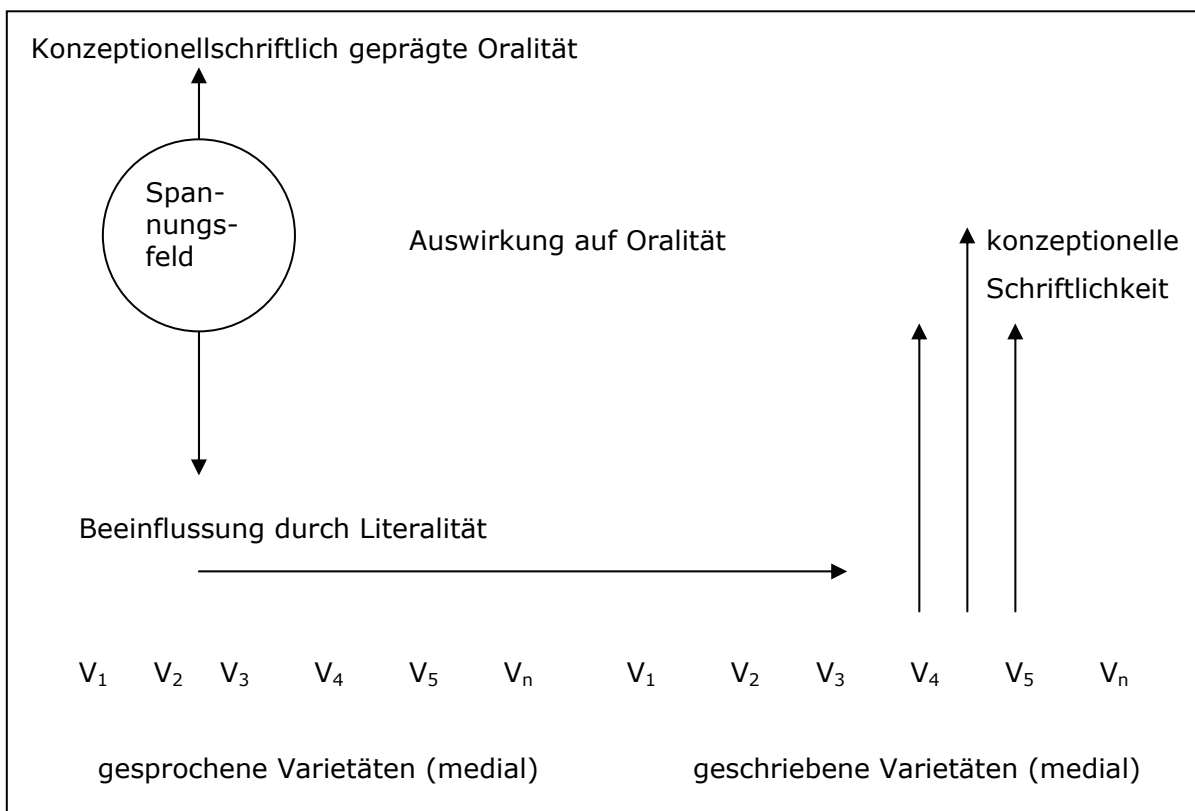 Konzeptionellschriftlich geprägte Oralität
Span-
nungs-
feld
Auswirkung auf Oralität
konzeptionelle
Schriftlichkeit
Beeinflussung durch Literalität
V₁ V₂ V₃ V₄ V₅ Vₙ V₁ V₂ V₃ V₄ V₅ Vₙ
gesprochene Varietäten (medial) geschriebene Varietäten (medial)